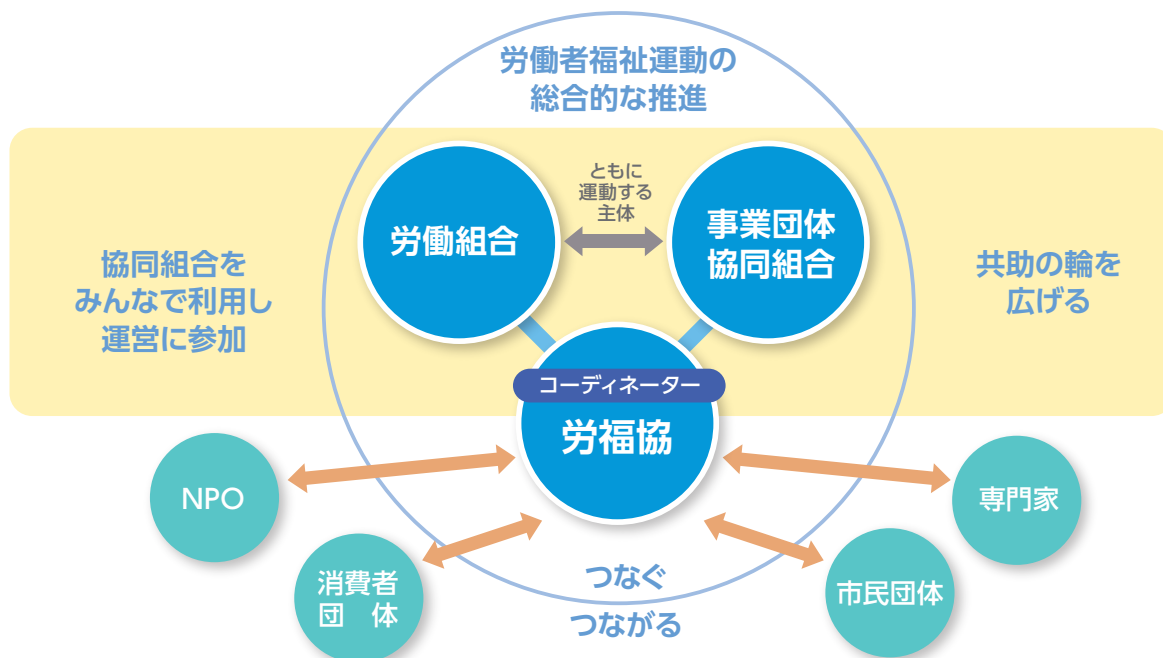 労働者福祉運動の
総合的な推進
ともに
運動する
主体
労働組合
事業団体
協同組合
協同組合を
みんなで利用し
運営に参加
共助の輪を
広げる
コーディネーター
労福協
NPO
専門家
消費者
団　体
市民団体
つなぐ
つながる